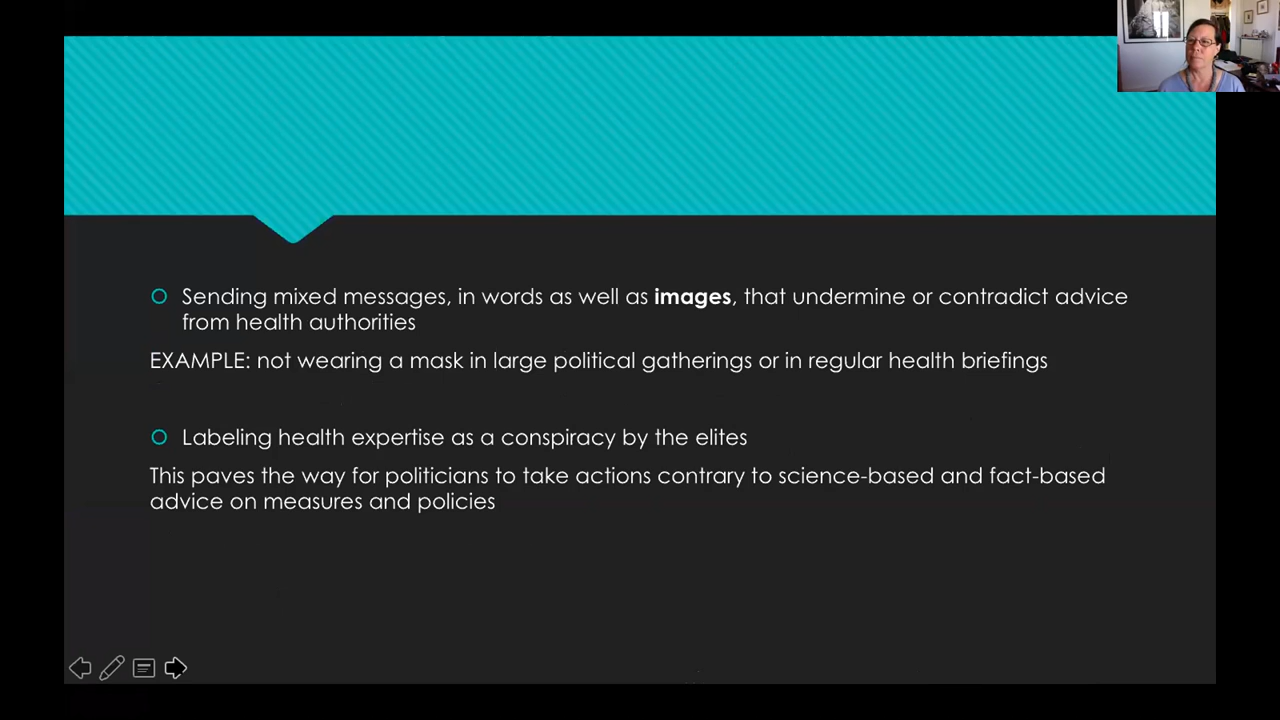 Sending mixed messages, in words as well as images, that undermine or contradict advice
from health authorities
EXAMPLE: not wearing a mask in large political gatherings or in regular health briefings
Labeling health expertise as a conspiracy by the elites
This paves the way for politicians to take actions contrary to science-based and fact-based
advice on measures and policies